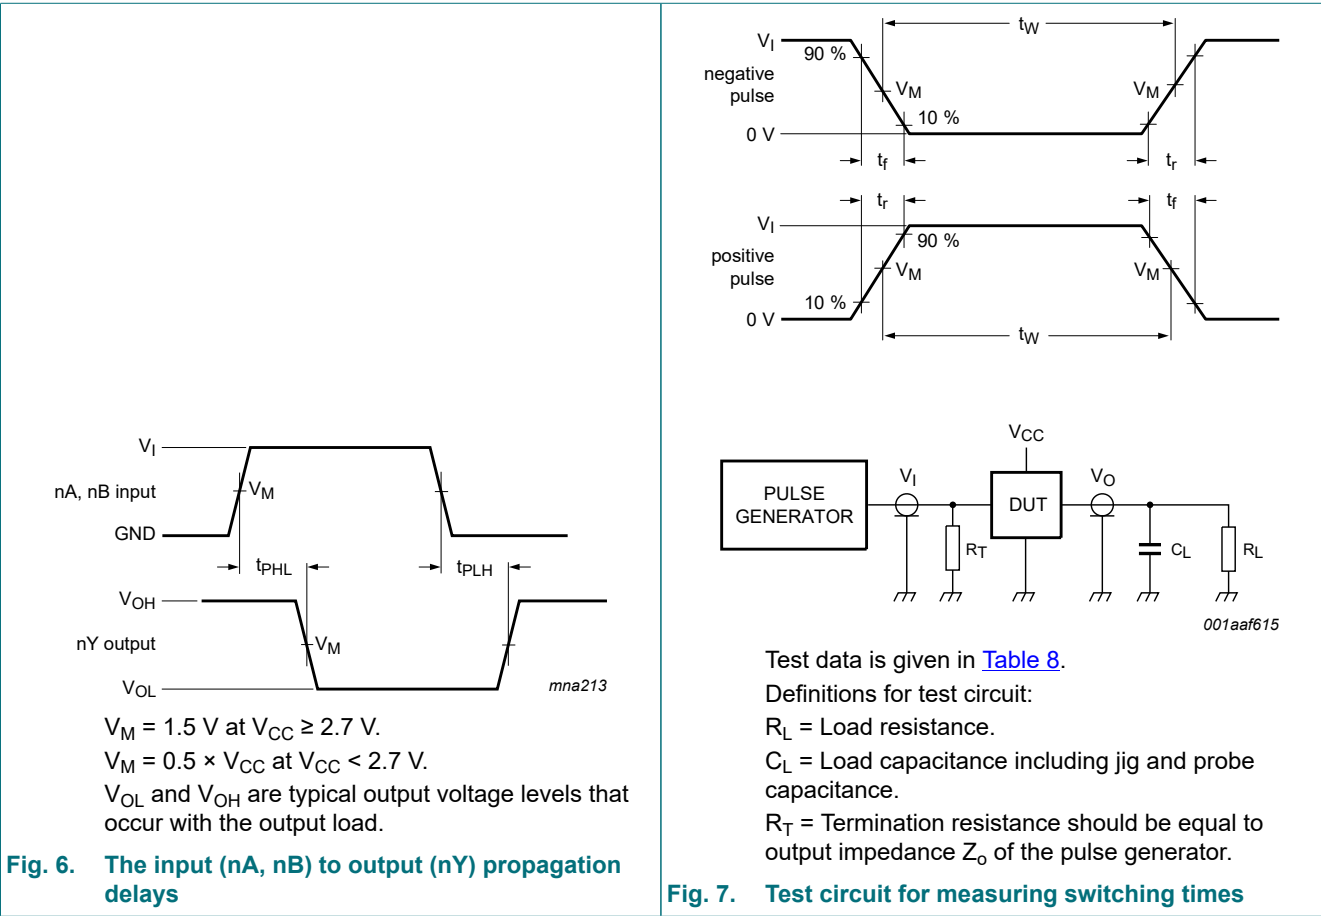 VI
nA, nB input
VM
GND
tPHL
tPLH
VOH
nY output
VM
VOL
mna213
VM = 1.5 V at VCC ≥ 2.7 V.
VM = 0.5 × VCC at VCC < 2.7 V.
VOL and VOH are typical output voltage levels that
occur with the output load.
Fig. 6. The input (nA, nB) to output (nY) propagation
delays
tW
VI
90 %
negative
pulse
VM
VM
10 %
0 V
tf
tr
tr
tf
VI
90 %
positive
pulse
VM
VM
10 %
0 V
tW
VCC
VI
VO
PULSE
GENERATOR
DUT
RT
CL
RL
001aaf615
Test data is given in Table 8.
Definitions for test circuit:
RL = Load resistance.
CL = Load capacitance including jig and probe
capacitance.
RT = Termination resistance should be equal to
output impedance Zo of the pulse generator.
Fig. 7. Test circuit for measuring switching times